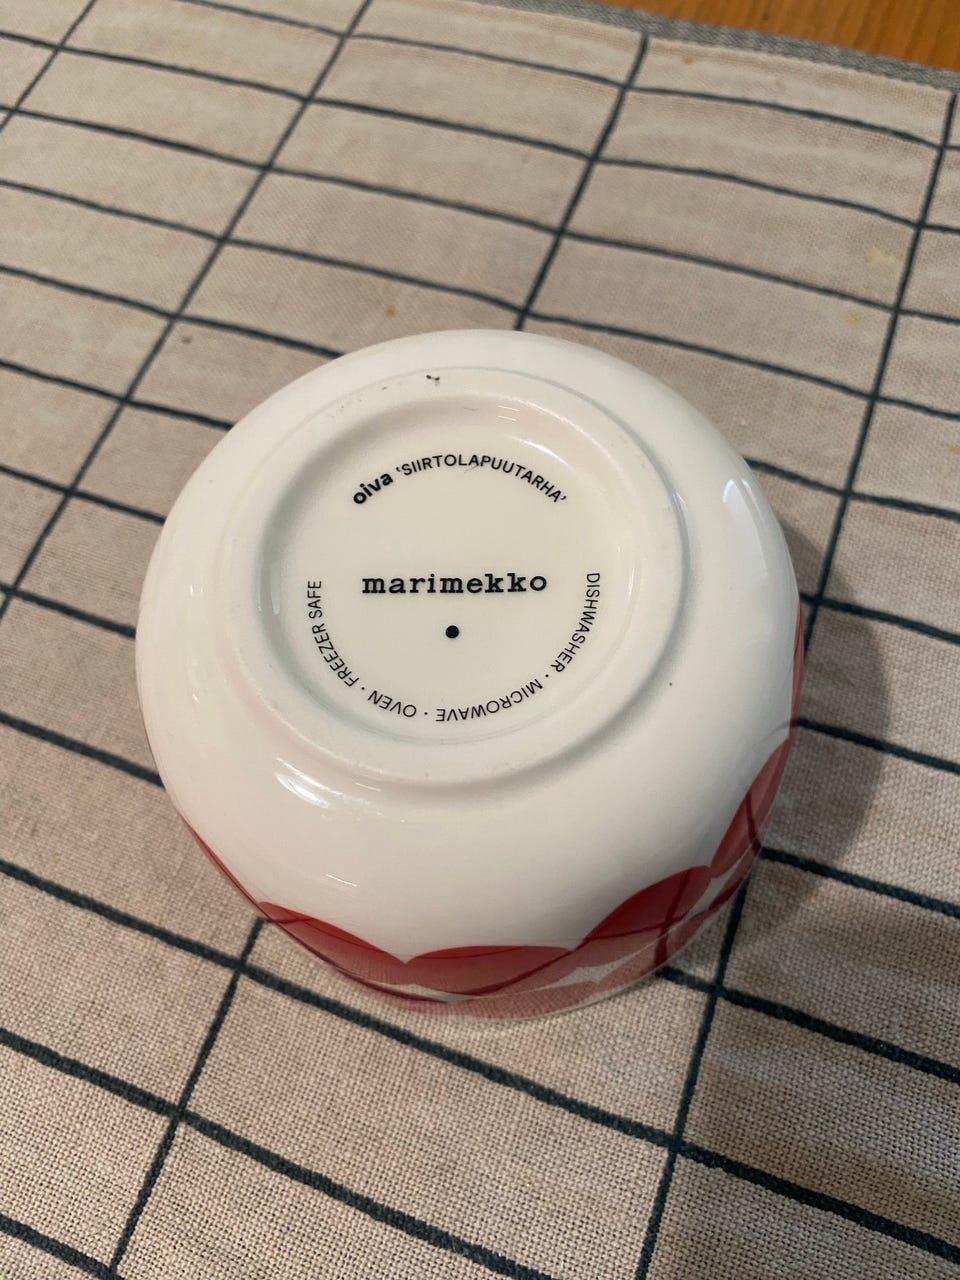 oiva 'SIIRTOLAPUUTARHA'
marimekko
DISHWASHER • MICROWAVE • OVEN • FREEZER SAFE